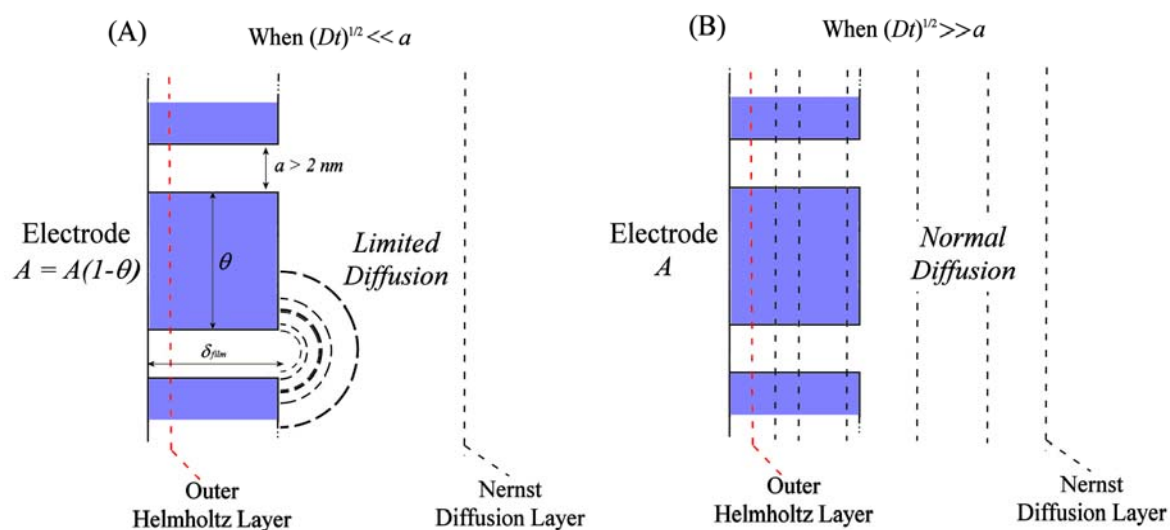 (A)
When (Dt)^1/2 << a
a > 2 nm
Electrode
A = A(1-θ)
θ
Limited
Diffusion
δfilm
Outer
Helmholtz Layer
Nernst
Diffusion Layer
(B)
When (Dt)^1/2 >> a
Electrode
A
Normal
Diffusion
Outer
Helmholtz Layer
Nernst
Diffusion Layer